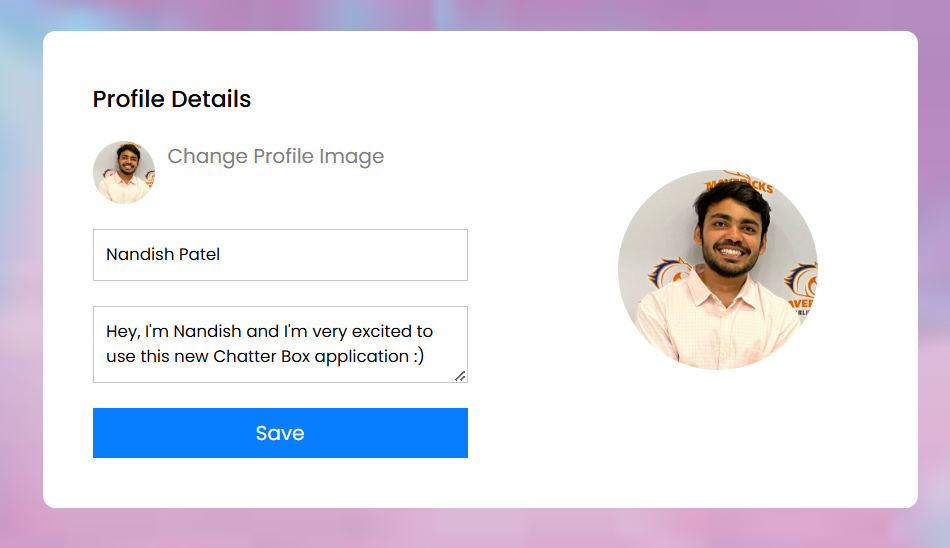 Profile Details
Change Profile Image
Nandish Patel
Hey, I'm Nandish and I'm very excited to
use this new Chatter Box application :)
Save
MAVERICKS